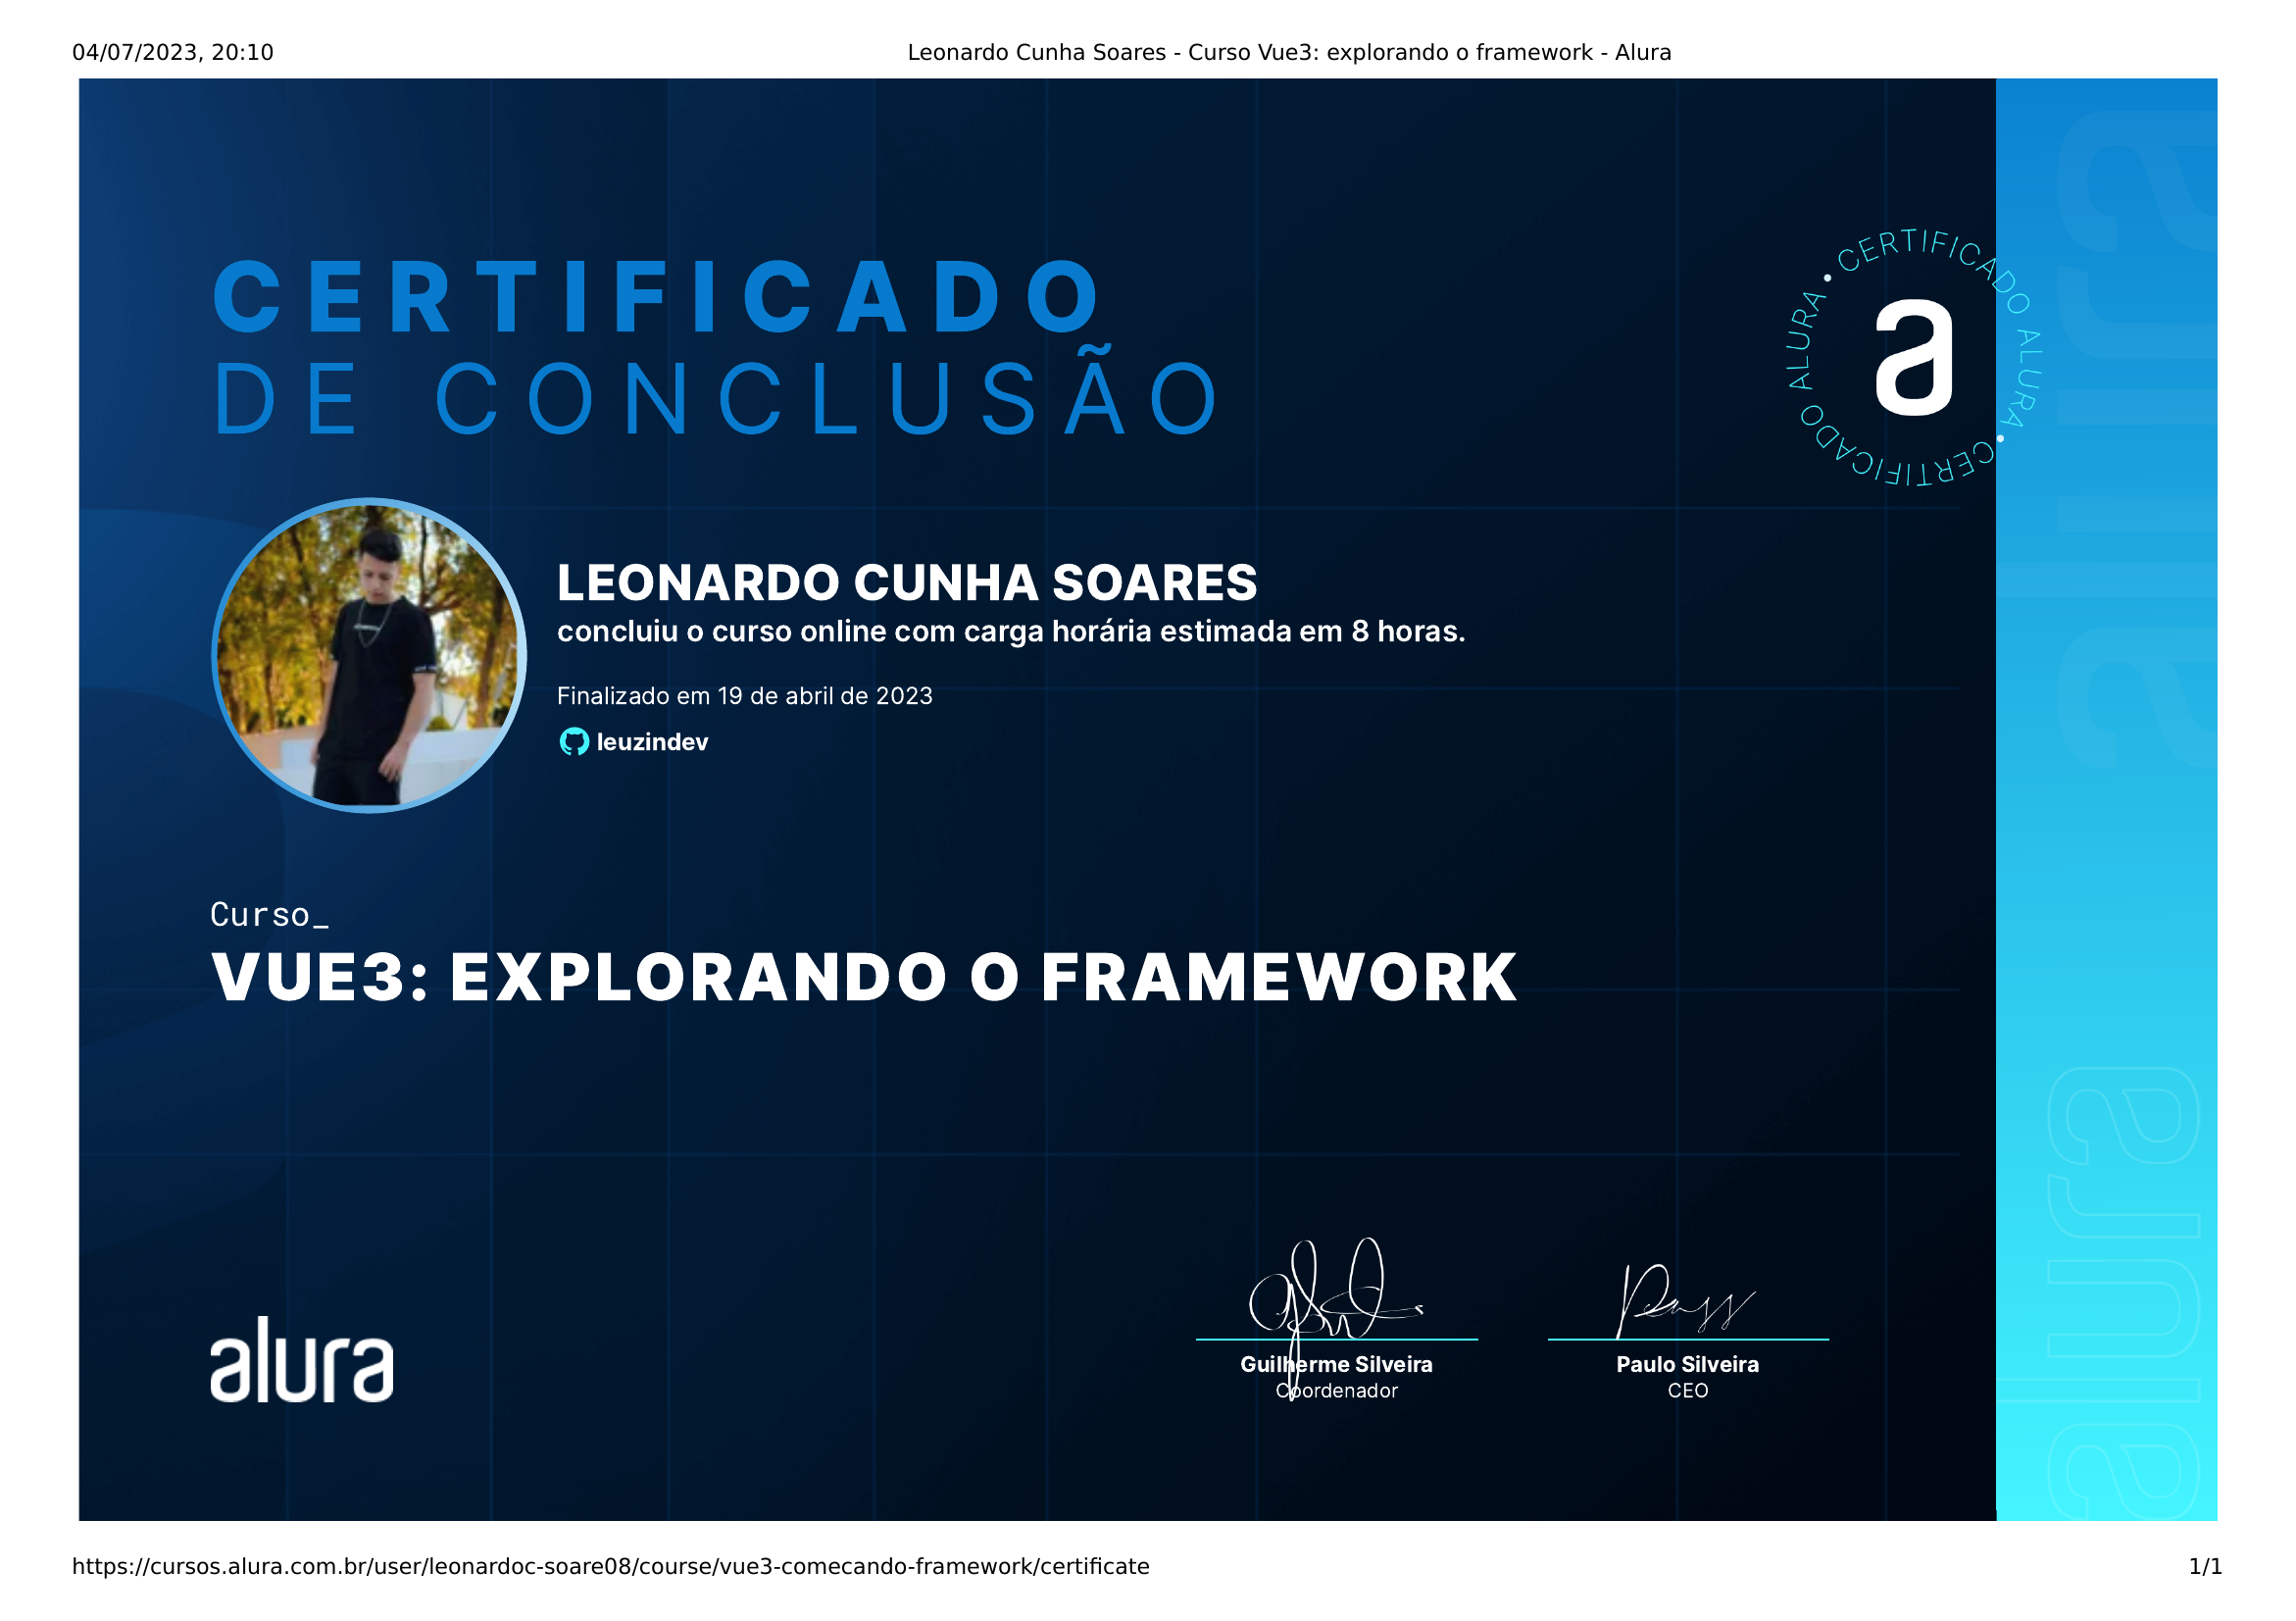 04/07/2023, 20:10
Leonardo Cunha Soares - Curso Vue3: explorando o framework - Alura
CERTIFICADO
DE CONCLUSÃO
CERTIFICADO ALURA • CERTIFICADO ALURA •
a
LEONARDO CUNHA SOARES
concluiu o curso online com carga horária estimada em 8 horas.
Finalizado em 19 de abril de 2023
leuzindev
Curso_
VUE3: EXPLORANDO O FRAMEWORK
alura
alura
alura
Guilherme Silveira
Coordenador
Paulo Silveira
CEO
https://cursos.alura.com.br/user/leonardoc-soare08/course/vue3-comecando-framework/certificate
1/1